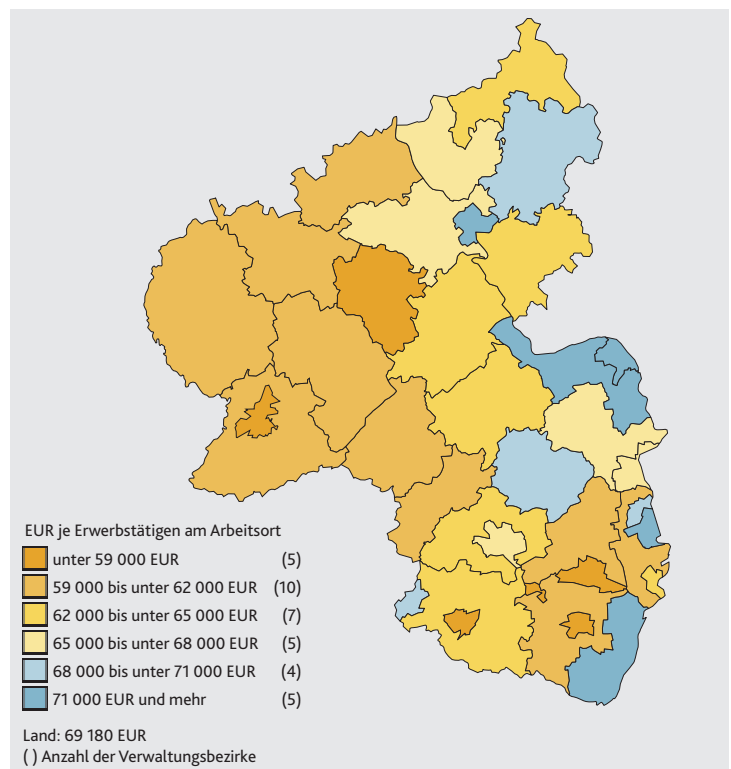 EUR je Erwerbstätigen am Arbeitsort
unter 59 000 EUR (5)
59 000 bis unter 62 000 EUR (10)
62 000 bis unter 65 000 EUR (7)
65 000 bis unter 68 000 EUR (5)
68 000 bis unter 71 000 EUR (4)
71 000 EUR und mehr (5)
Land: 69 180 EUR
( ) Anzahl der Verwaltungsbezirke